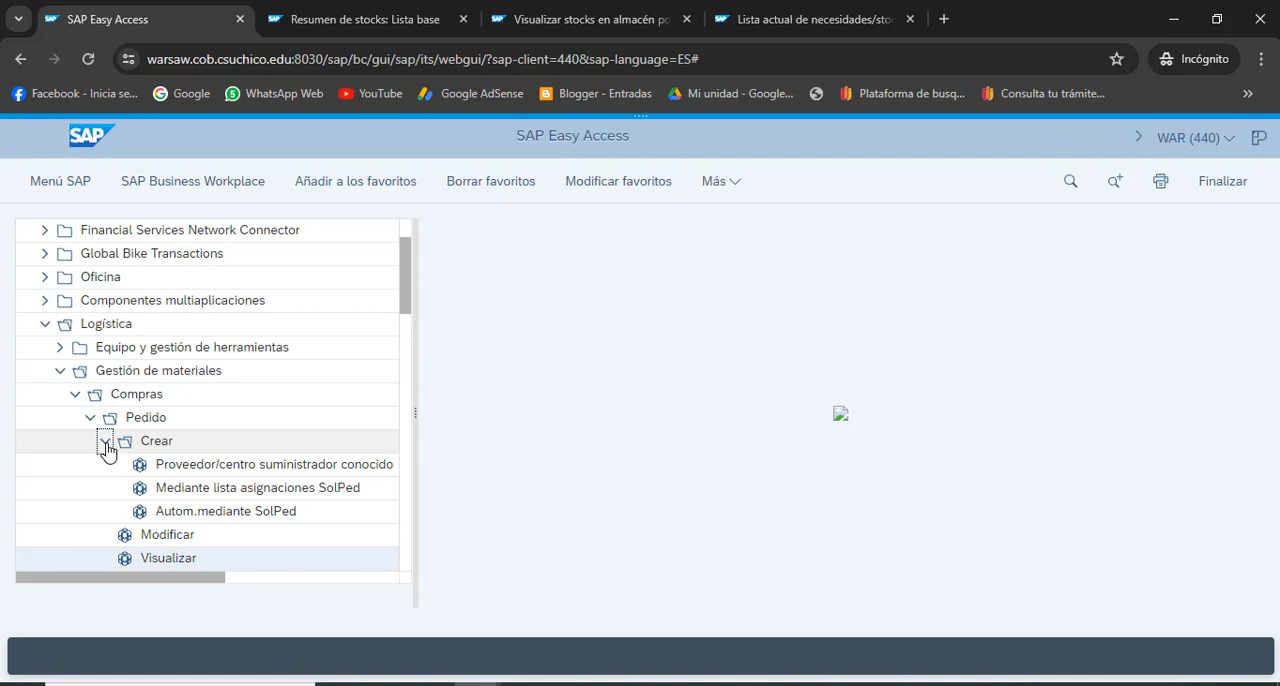 SAP Easy Access
Resumen de stocks: Lista base
Visualizar stocks en almacén po
Lista actual de necesidades/sto
warsaw.cob.csuchico.edu:8030/sap/bc/gui/sap/its/webgui/?sap-client=440&sap-language=ES#
Incógnito
Facebook - Inicia se...
Google
WhatsApp Web
YouTube
Google AdSense
Blogger - Entradas
Mi unidad - Google...
Plataforma de busq...
Consulta tu trámite...
SAP
SAP Easy Access
WAR (440)
Menú SAP
SAP Business Workplace
Añadir a los favoritos
Borrar favoritos
Modificar favoritos
Más
Finalizar
Financial Services Network Connector
Global Bike Transactions
Oficina
Componentes multiaplicaciones
Logística
Equipo y gestión de herramientas
Gestión de materiales
Compras
Pedido
Crear
Proveedor/centro suministrador conocido
Mediante lista asignaciones SolPed
Autom.mediante SolPed
Modificar
Visualizar